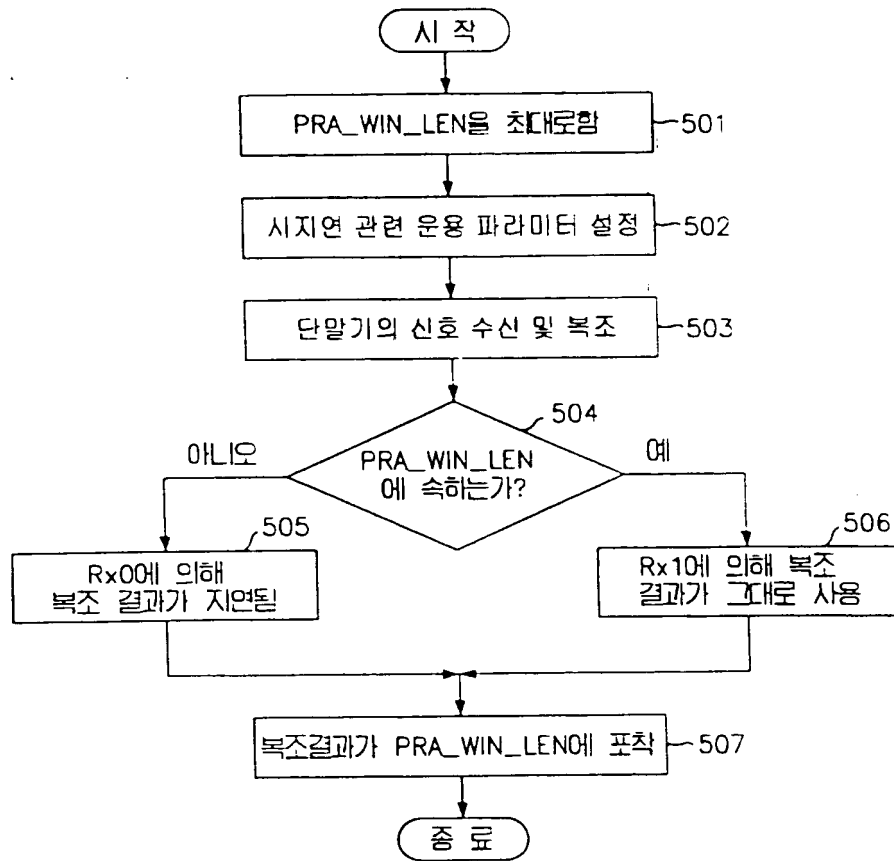 시 작
PRA_WIN_LEN을 최대로함
501
시지연 관련 운용 파라미터 설정
502
단말기의 신호 수신 및 복조
503
504
아니오
PRA_WIN_LEN
에 속하는가?
예
505
Rx0에 의해
복조 결과가 지연됨
506
Rx1에 의해 복조
결과가 그대로 사용
복조결과가 PRA_WIN_LEN에 포착
507
종 료